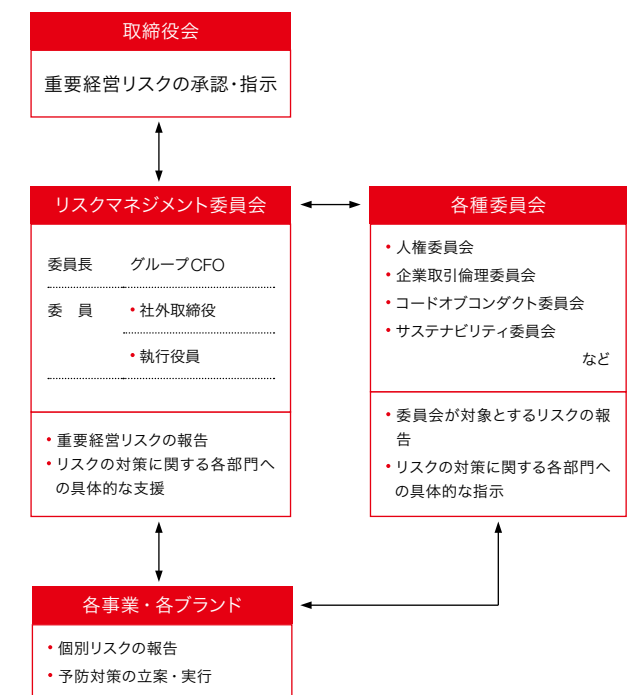 取締役会
重要経営リスクの承認・指示
リスクマネジメント委員会
委員長 グループCFO
委 員 • 社外取締役
• 執行役員
• 重要経営リスクの報告
• リスクの対策に関する各部門へ
の具体的な支援
各種委員会
• 人権委員会
• 企業取引倫理委員会
• コードオブコンダクト委員会
• サステナビリティ委員会
など
• 委員会が対象とするリスクの報
告
• リスクの対策に関する各部門へ
の具体的な指示
各事業・各ブランド
• 個別リスクの報告
• 予防対策の立案・実行